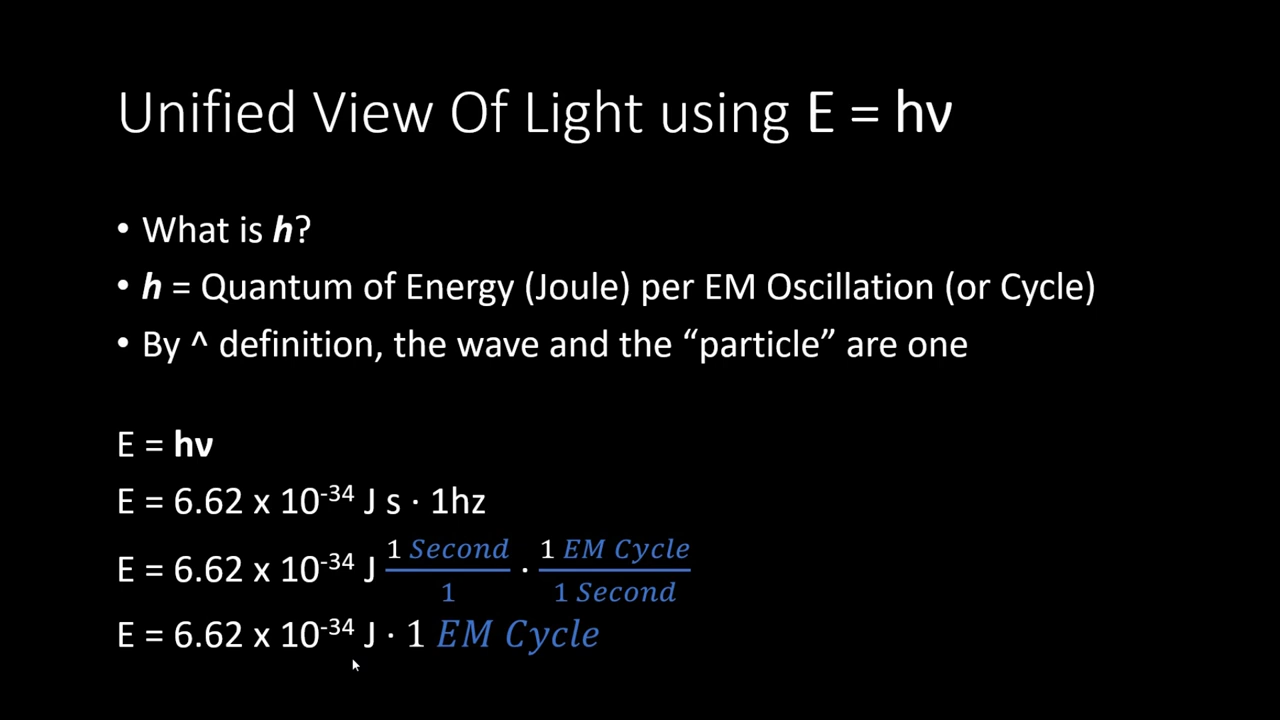 Unified View Of Light using E = hν
• What is h?
• h = Quantum of Energy (Joule) per EM Oscillation (or Cycle)
• By ^ definition, the wave and the “particle” are one
E = hν
E = 6.62 x 10⁻³⁴ J s · 1hz
E = 6.62 x 10⁻³⁴ J 1 Second / 1 · 1 EM Cycle / 1 Second
E = 6.62 x 10⁻³⁴ J · 1 EM Cycle